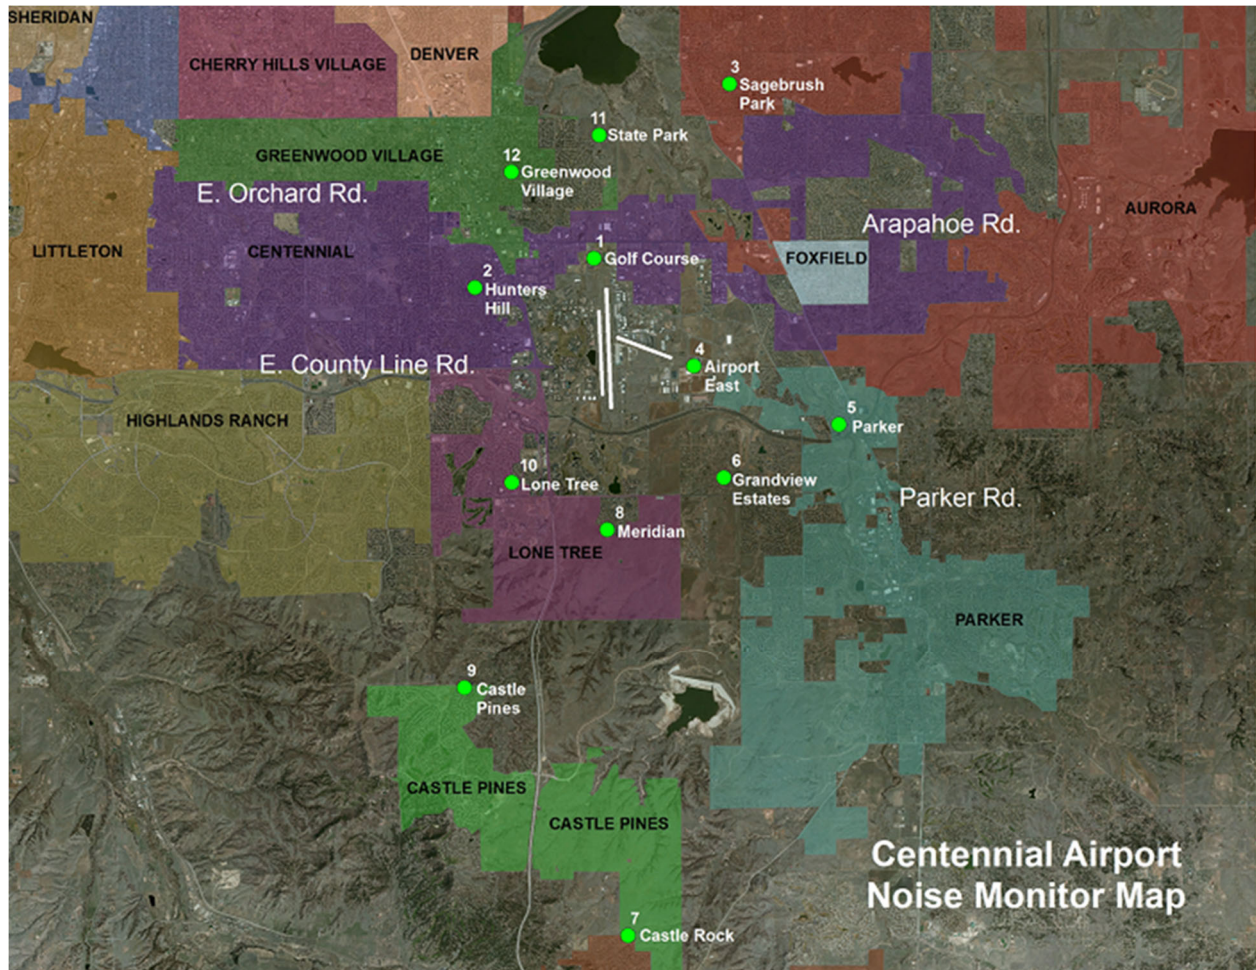 SHERIDAN
DENVER
CHERRY HILLS VILLAGE
3
Sagebrush
Park
11
State Park
GREENWOOD VILLAGE
12
Greenwood
Village
E. Orchard Rd.
AURORA
Arapahoe Rd.
LITTLETON
CENTENNIAL
1
Golf Course
FOXFIELD
2
Hunters
Hill
E. County Line Rd.
4
Airport
East
HIGHLANDS RANCH
5
Parker
6
Grandview
Estates
10
Lone Tree
Parker Rd.
8
Meridian
LONE TREE
PARKER
9
Castle
Pines
CASTLE PINES
CASTLE PINES
Centennial Airport
Noise Monitor Map
7
Castle Rock